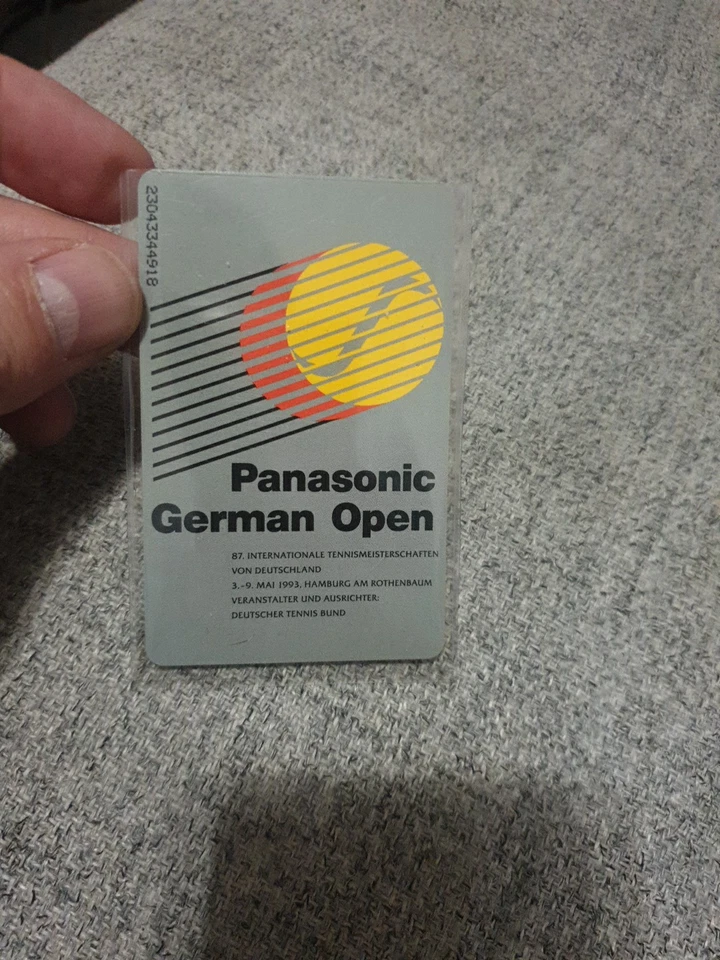 23043344918
Panasonic
German Open
87. INTERNATIONALE TENNISMEISTERSCHAFTEN
VON DEUTSCHLAND
3.-9. MAI 1993, HAMBURG AM ROTHENBAUM
VERANSTALTER UND AUSRICHTER:
DEUTSCHER TENNIS BUND